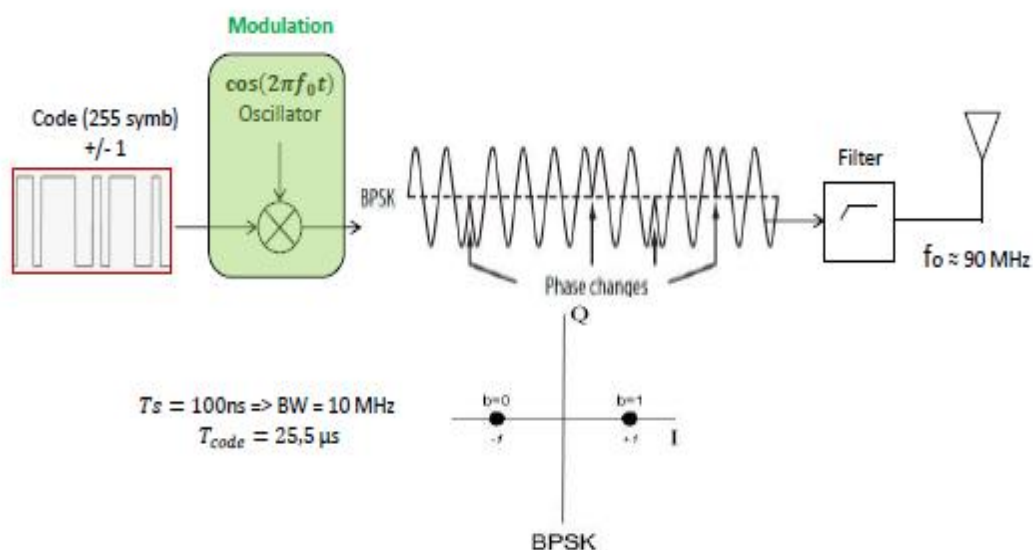 Modulation
cos(2πf₀t)
Oscillator
Code (255 symb)
+/- 1
BPSK
Phase changes
Filter
fo ≈ 90 MHz
Q
Ts = 100ns => BW = 10 MHz
T_code = 25,5 μs
b=0
b=1
-1
+1
I
BPSK